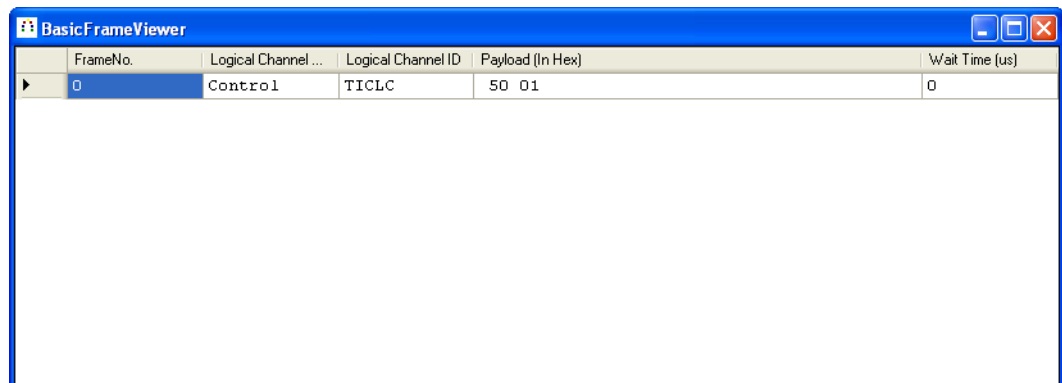 BasicFrameViewer
FrameNo. Logical Channel ... Logical Channel ID Payload (In Hex) Wait Time (us)
0 Control TICLC 50 01 0